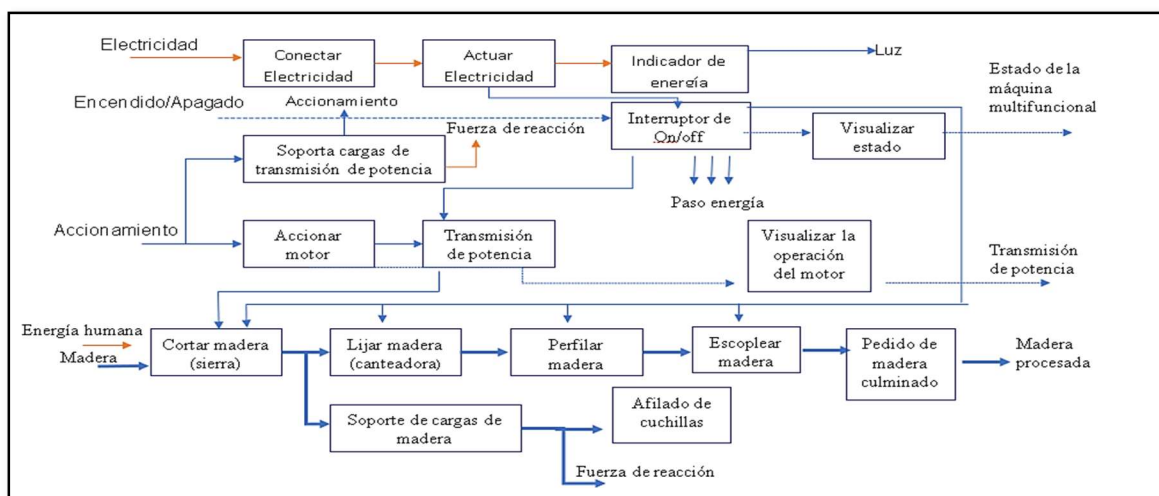 Electricidad
Conectar
Electricidad
Actuar
Electricidad
Indicador de
energía
Luz
Estado de la
máquina
multifuncional
Encendido/Apagado
Accionamiento
Fuerza de reacción
Interruptor de
On/off
Visualizar
estado
Soporta cargas de
transmisión de potencia
Paso energía
Accionamiento
Accionar
motor
Transmisión
de potencia
Visualizar la
operación
del motor
Transmisión
de potencia
Energía humana
Madera
Cortar madera
(sierra)
Lijar madera
(canteadora)
Perfilar
madera
Escoplear
madera
Pedido de
madera
culminado
Madera
procesada
Soporte de cargas de
madera
Afilado de
cuchillas
Fuerza de reacción